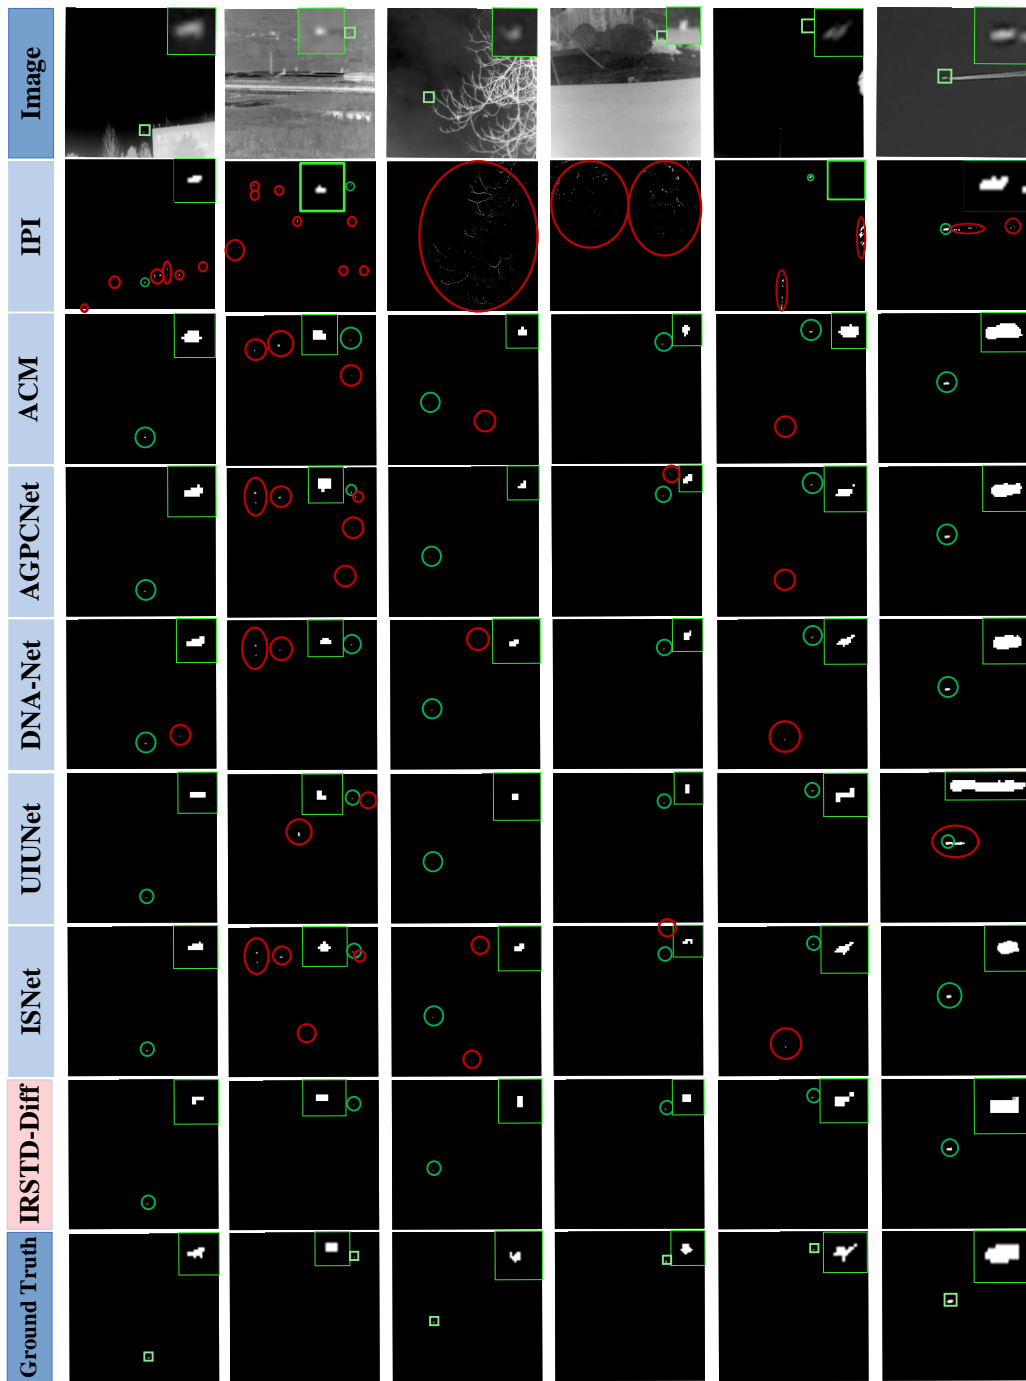 Image
IPI
ACM
AGPCNet
DNA-Net
UIUNet
ISNet
IRSTD-Diff
Ground Truth